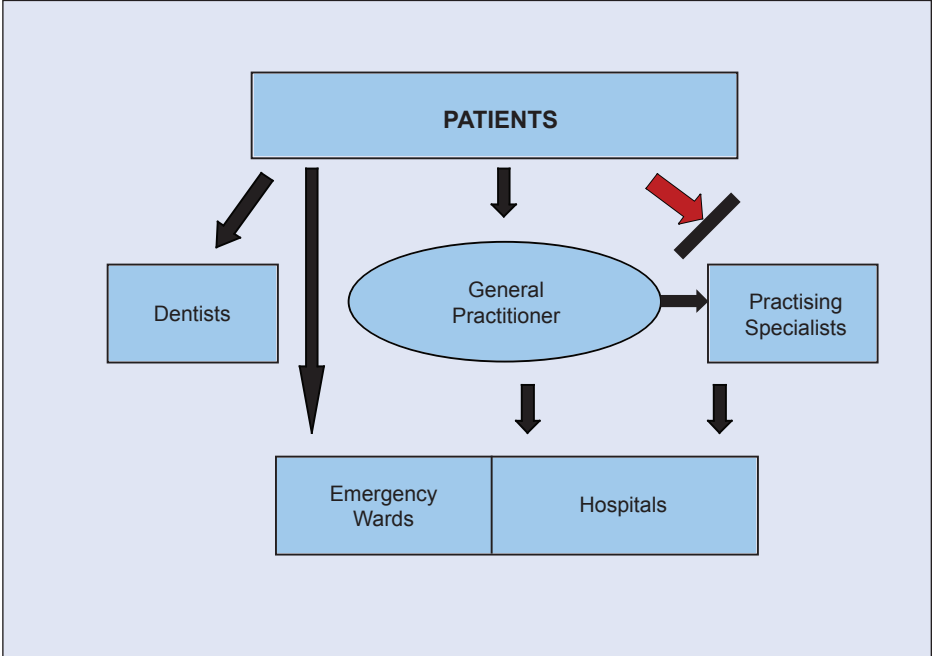 PATIENTS
Dentists
General
Practitioner
Practising
Specialists
Emergency
Wards
Hospitals